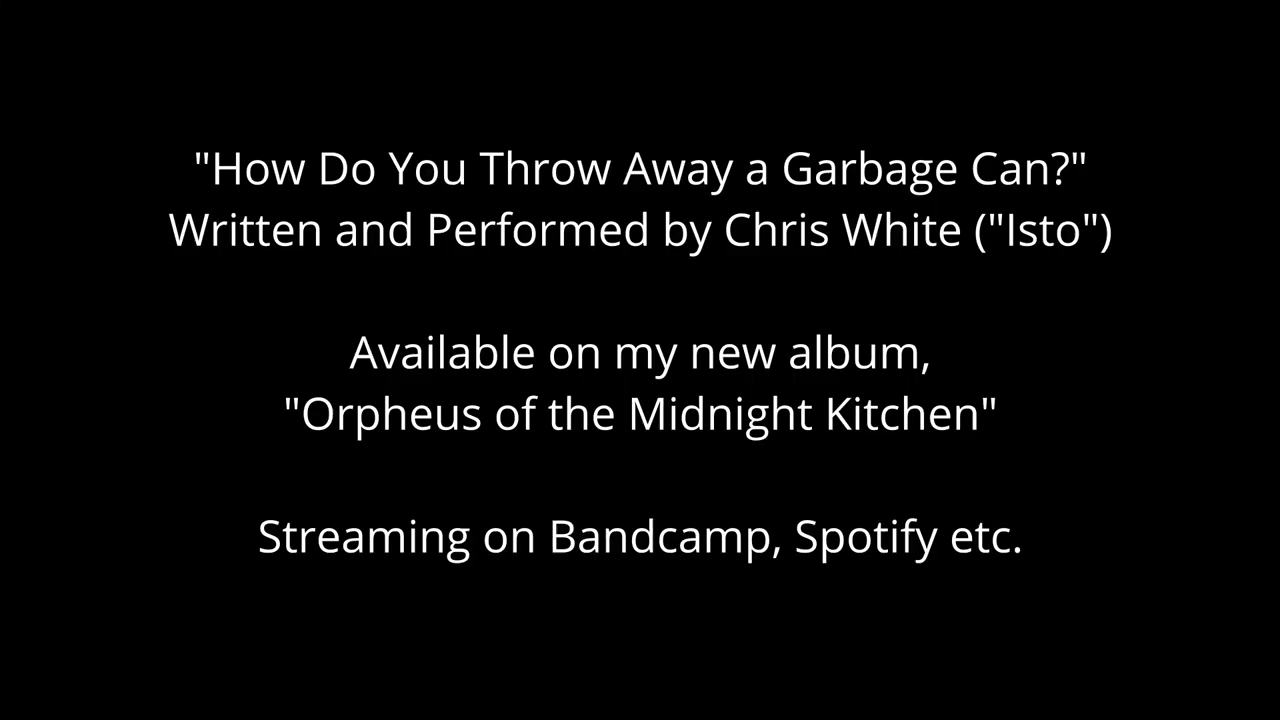 "How Do You Throw Away a Garbage Can?"
Written and Performed by Chris White ("Isto")
Available on my new album,
"Orpheus of the Midnight Kitchen"
Streaming on Bandcamp, Spotify etc.